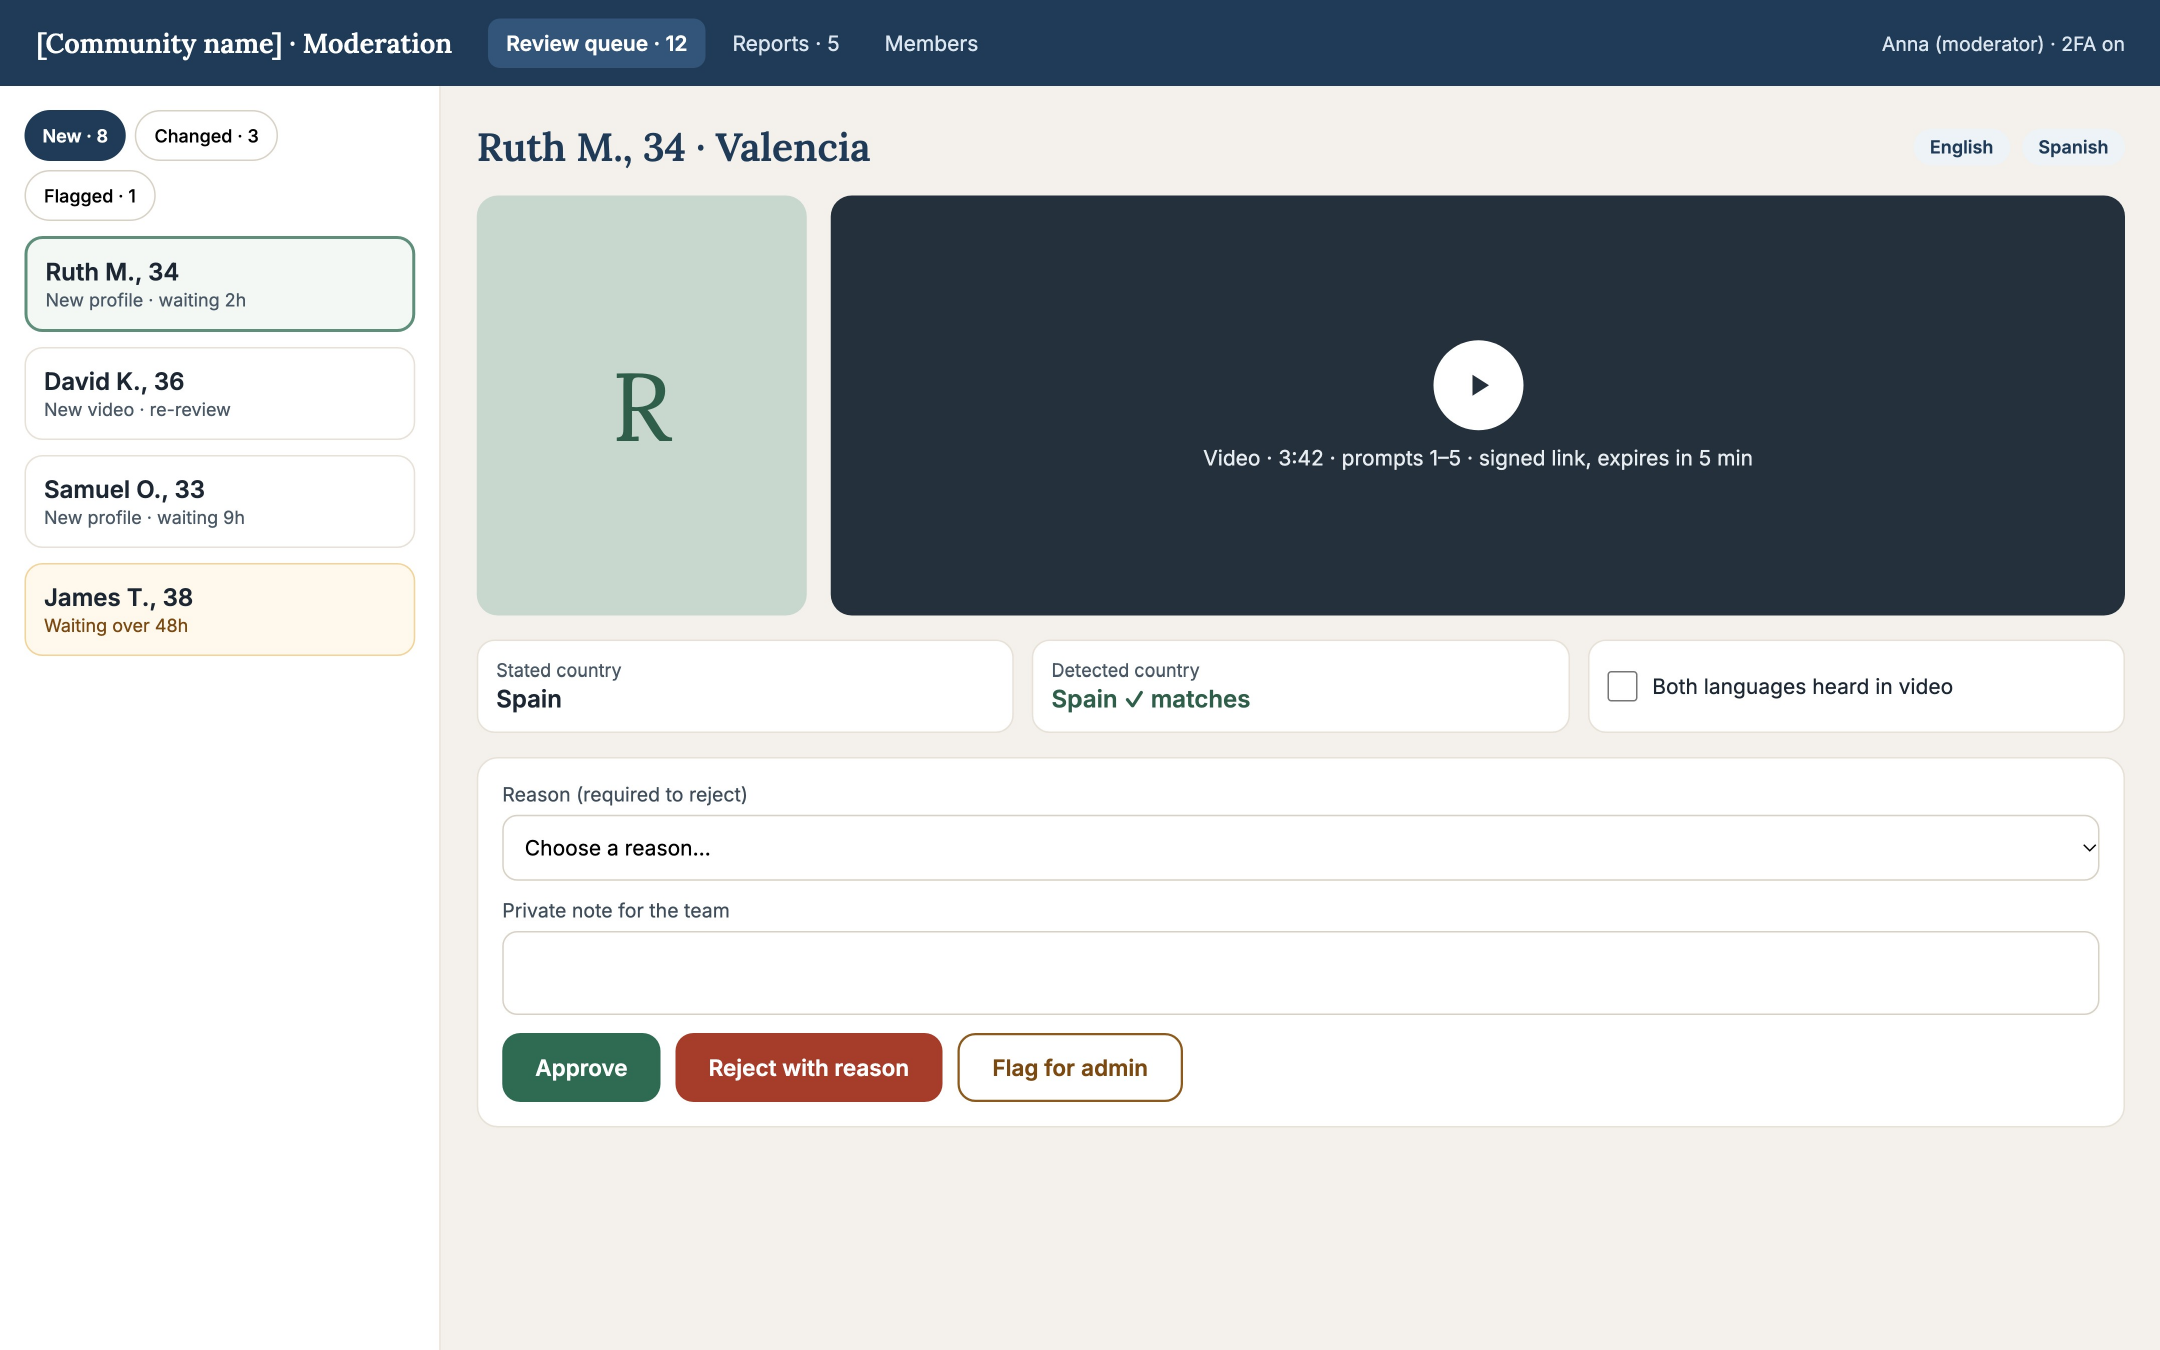 [Community name] · Moderation
Review queue · 12
Reports · 5
Members
Anna (moderator) · 2FA on
New · 8
Changed · 3
Flagged · 1
Ruth M., 34
New profile · waiting 2h
David K., 36
New video · re-review
Samuel O., 33
New profile · waiting 9h
James T., 38
Waiting over 48h
Ruth M., 34 · Valencia
English
Spanish
R
Video · 3:42 · prompts 1–5 · signed link, expires in 5 min
Stated country
Spain
Detected country
Spain ✓ matches
Both languages heard in video
Reason (required to reject)
Choose a reason...
Private note for the team
Approve
Reject with reason
Flag for admin